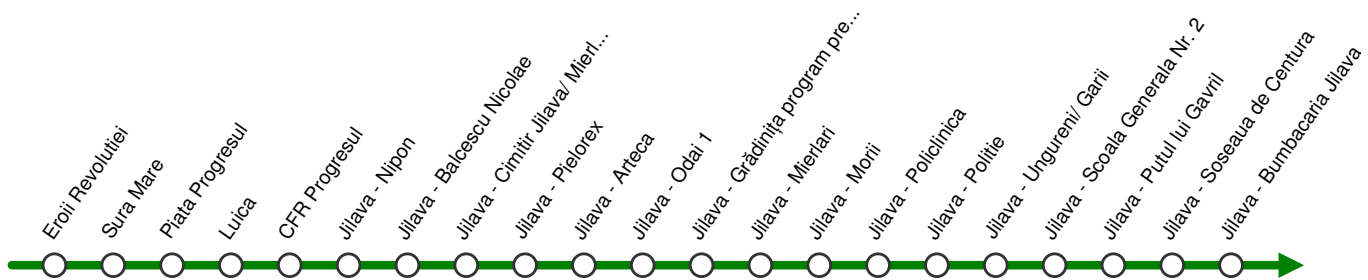 Eroii Revolutiei
Sura Mare
Piata Progresul
Luica
CFR Progresul
Jilava - Nipon
Jilava - Balcescu Nicolae
Jilava - Cimitir Jilava/ Mierl...
Jilava - Pielorex
Jilava - Arteca
Jilava - Odai 1
Jilava - Grădinița program pre...
Jilava - Mierlari
Jilava - Morii
Jilava - Policlinica
Jilava - Politie
Jilava - Ungureni/ Garii
Jilava - Scoala Generala Nr. 2
Jilava - Putul lui Gavril
Jilava - Soseaua de Centura
Jilava - Bumbacaria Jilava